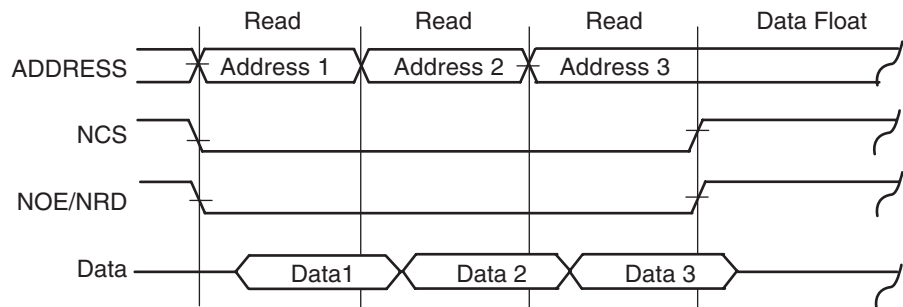 Read Read Read Data Float
ADDRESS Address 1 Address 2 Address 3
NCS
NOE/NRD
Data Data1 Data 2 Data 3